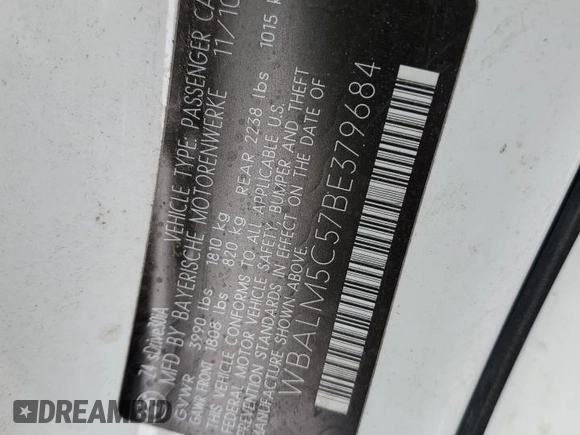 Z4 sDrive30i
VEHICLE TYPE: PASSENGER CA
MFD BY BAYERISCHE MOTORENWERKE 11/10
GVWR 3990 lbs 1810 kg
GAWR FRONT 1808 lbs 820 kg REAR 2238 lbs 1015 k
THIS VEHICLE CONFORMS TO ALL APPLICABLE U.S.
FEDERAL MOTOR VEHICLE SAFETY, BUMPER AND THEFT
PREVENTION STANDARDS IN EFFECT ON THE DATE OF
MANUFACTURE SHOWN ABOVE.
WBALM5C57BE379684
DREAMBID